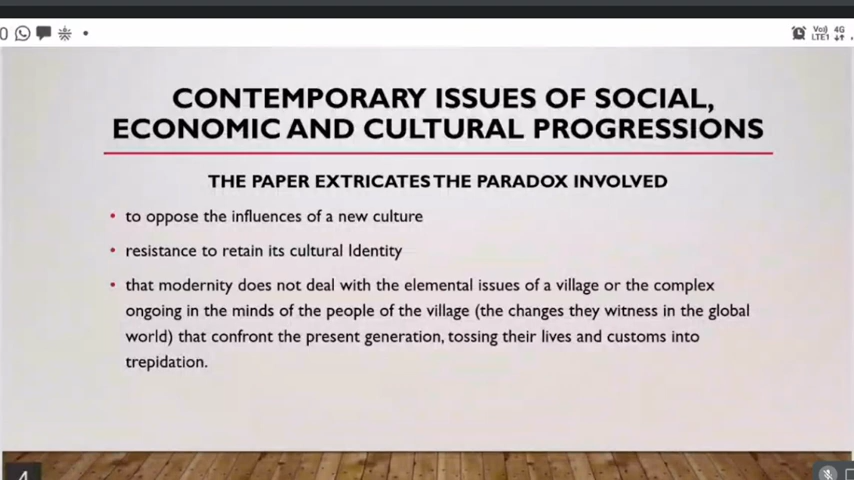 VoJ) 4G
LTE1
CONTEMPORARY ISSUES OF SOCIAL,
ECONOMIC AND CULTURAL PROGRESSIONS
THE PAPER EXTRICATES THE PARADOX INVOLVED
• to oppose the influences of a new culture
• resistance to retain its cultural Identity
• that modernity does not deal with the elemental issues of a village or the complex
ongoing in the minds of the people of the village (the changes they witness in the global
world) that confront the present generation, tossing their lives and customs into
trepidation.